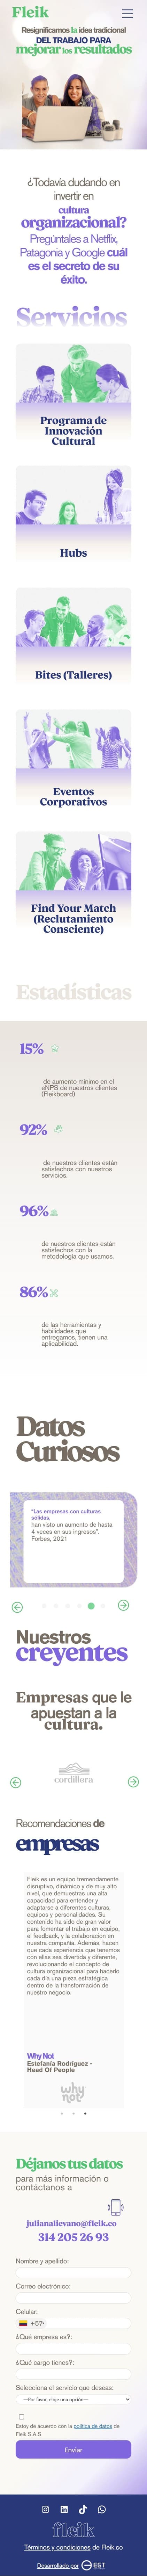 Fleik
Resignificamos la idea tradicional
DEL TRABAJO PARA
mejorar los resultados
¿Todavía dudando en
invertir en
cultura
organizacional?
Pregúntales a Netflix,
Patagonia y Google cuál
es el secreto de su
éxito.
Servicios
Programa de
Innovación
Cultural
Hubs
Bites (Talleres)
Eventos
Corporativos
Find Your Match
(Reclutamiento
Consciente)
Estadísticas
15%
de aumento mínimo en el
eNPS de nuestros clientes
(Fleikboard)
92%
de nuestros clientes están
satisfechos con nuestros
servicios.
96%
de nuestros clientes están
satisfechos con la
metodología que usamos.
86%
de las herramientas y
habilidades que
entregamos, tienen una
aplicabilidad.
Datos
Curiosos
"Las empresas con culturas
sólidas,
han visto un aumento de hasta
4 veces en sus ingresos".
Forbes, 2021
Nuestros
creyentes
Empresas que le
apuestan a la
cultura.
cordillera
Recomendaciones de
empresas
Fleik es un equipo tremendamente
disruptivo, dinámico y de muy alto
nivel, que demuestras una alta
capacidad para entender y
adaptarse a diferentes culturas,
equipos y personalidades. Su
contenido ha sido de gran valor
para fomentar el trabajo en equipo,
el feedback, y la colaboración en
nuestra compañía. Además, hacen
que cada experiencia que tenemos
con ellas sea divertida y diferente,
revolucionando el concepto de
cultura organizacional para hacerlo
cada día una pieza estratégica
dentro de la transformación de
nuestro negocio.
Why Not
Estefanía Rodríguez -
Head Of People
why
not
Déjanos tus datos
para más información o
contáctanos a
julianalievano@fleik.co
314 205 26 93
Nombre y apellido:
Correo electrónico:
Celular:
+57
¿Qué empresa es?:
¿Qué cargo tienes?:
Selecciona el servicio que deseas:
—Por favor, elige una opción—
Estoy de acuerdo con la política de datos de
Fleik S.A.S
Enviar
fleik
Términos y condiciones de Fleik.co
Desarrollado por EGT